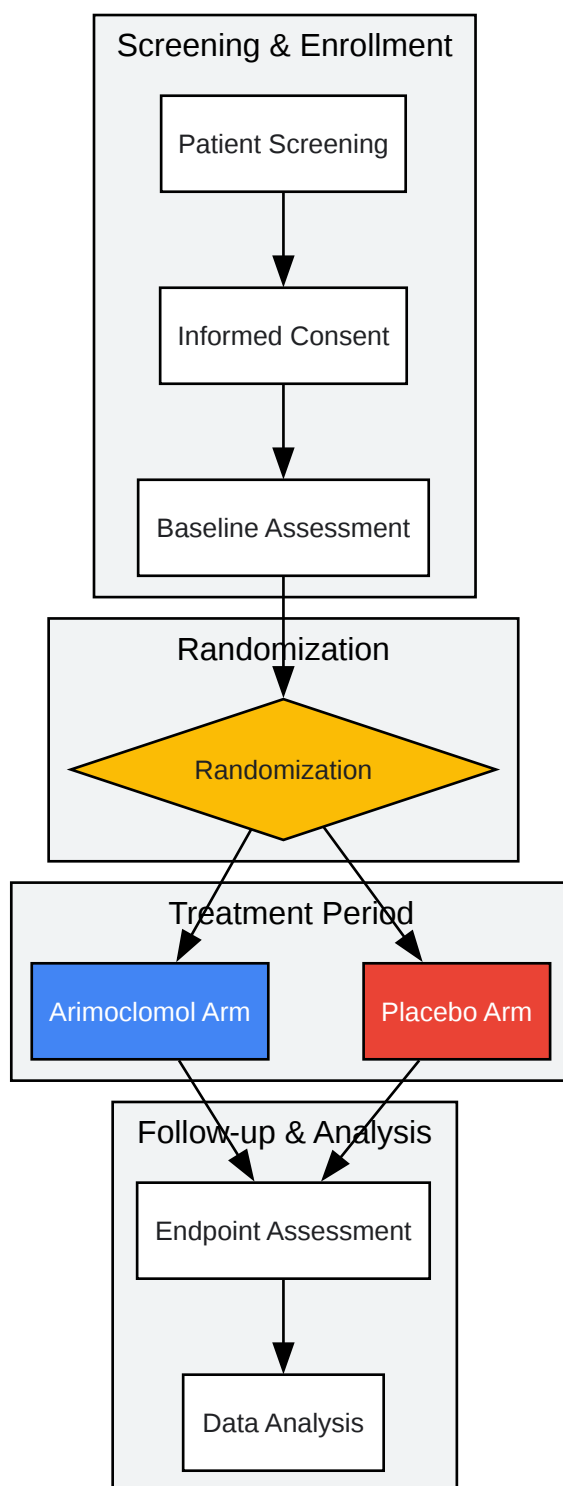 Screening & Enrollment
Patient Screening
Informed Consent
Baseline Assessment
Randomization
Randomization
Treatment Period
Arimoclomol Arm
Placebo Arm
Follow-up & Analysis
Endpoint Assessment
Data Analysis